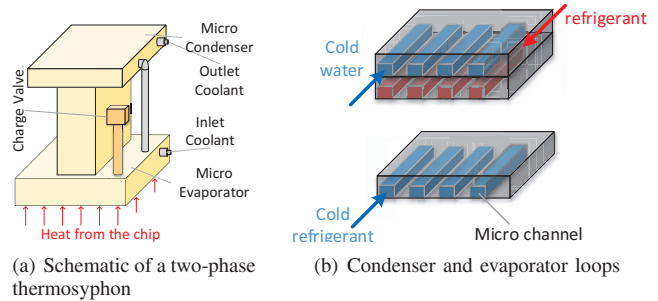 Micro
Condenser
Outlet
Coolant
Charge Valve
Inlet
Coolant
Micro
Evaporator
Heat from the chip
(a) Schematic of a two-phase
thermosyphon
refrigerant
Cold
water
Cold
refrigerant
Micro channel
(b) Condenser and evaporator loops